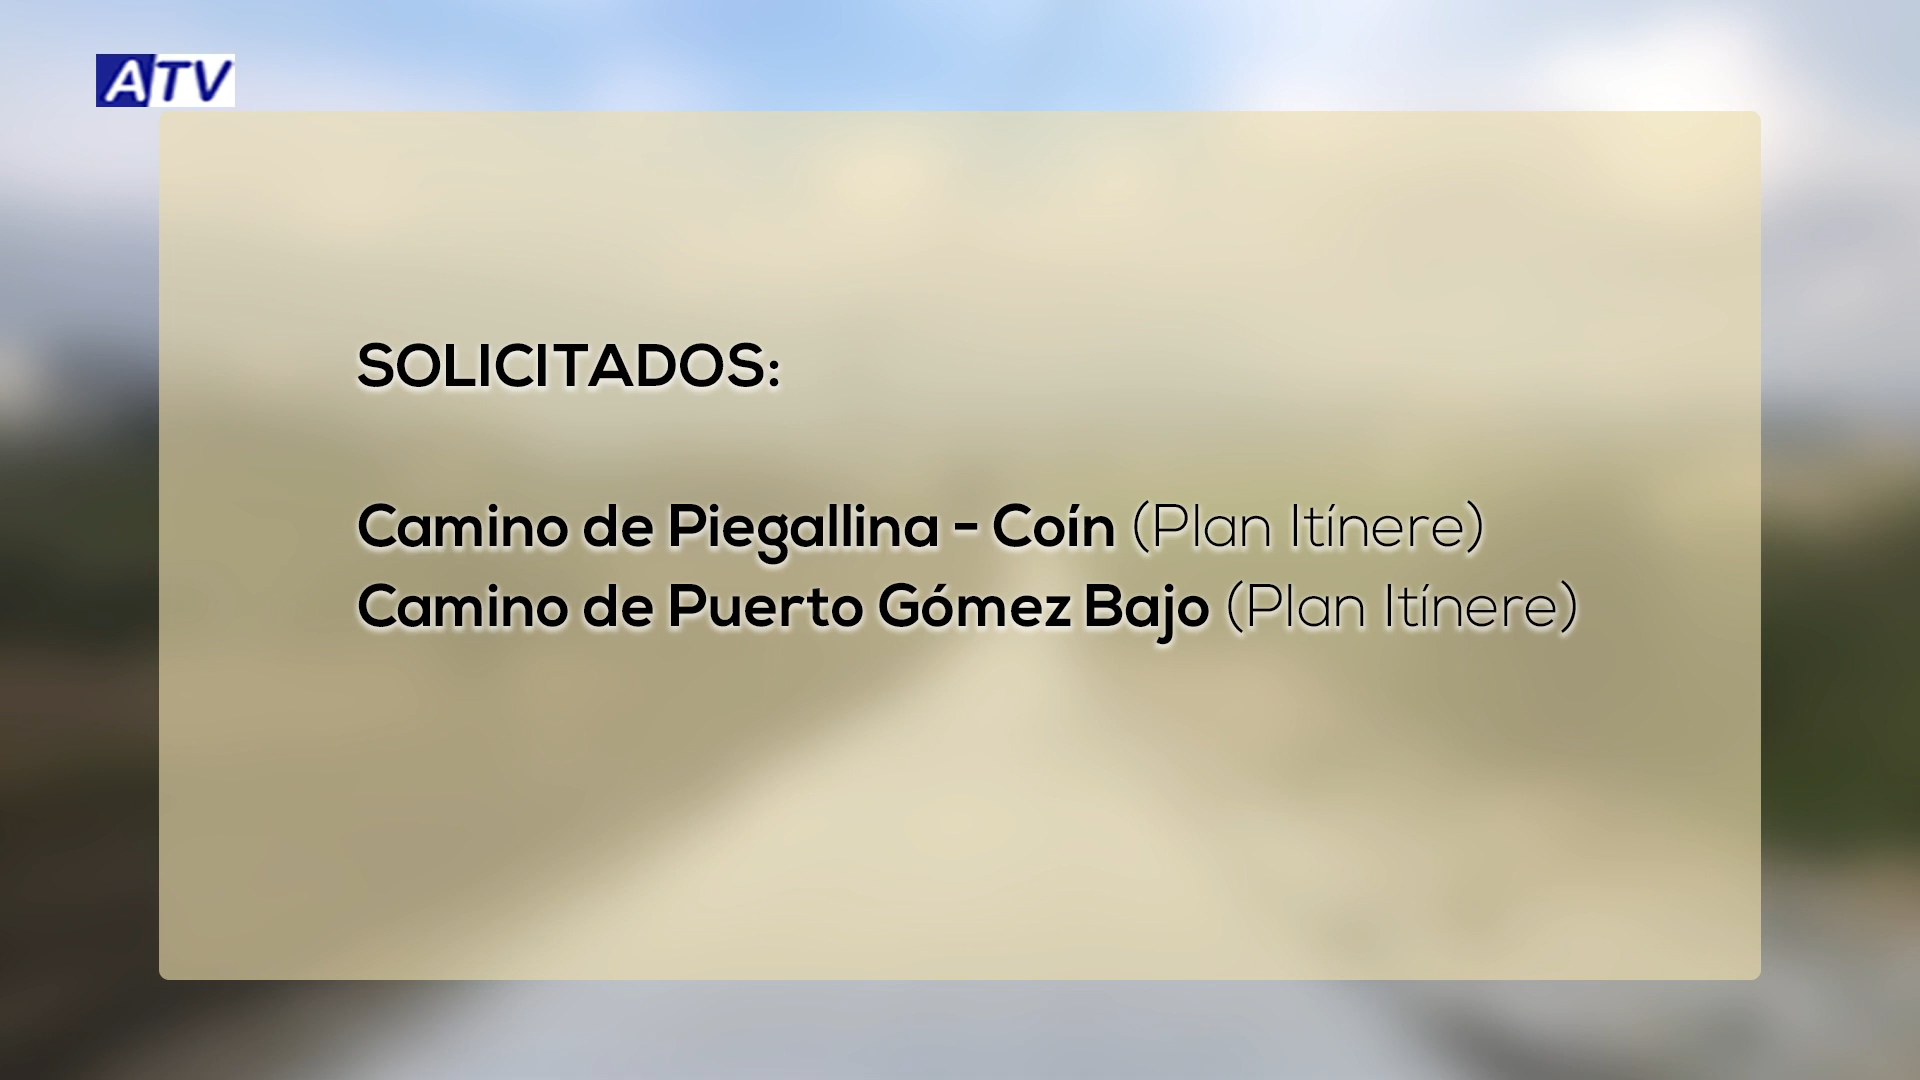 ATV
SOLICITADOS:
Camino de Piegallina - Coín (Plan Itínere)
Camino de Puerto Gómez Bajo (Plan Itínere)